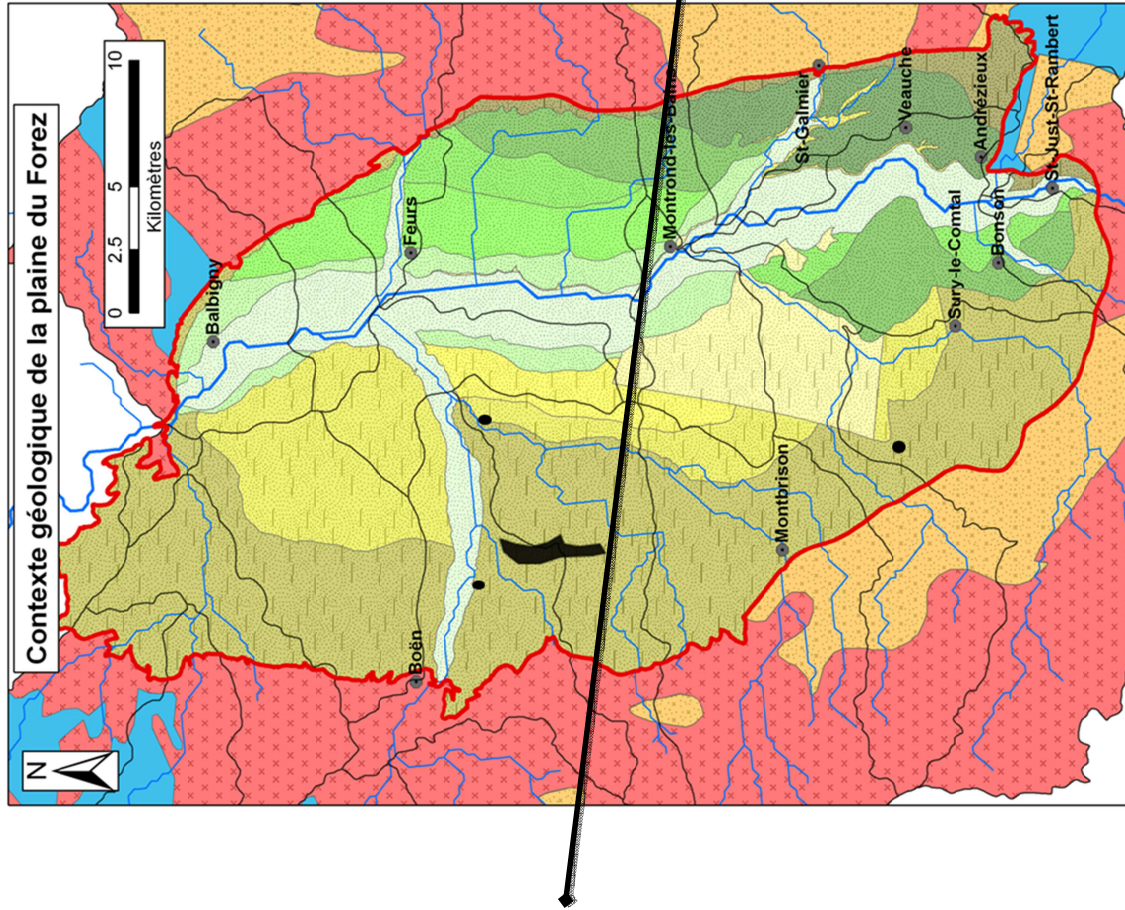 Contexte géologique de la plaine du Forez
N
0 2,5 5 10
Kilomètres
Balbigny
Feurs
Boën
Montrond-les-Bains
St-Galmier
Montbrison
Veauche
Sury-le-Comtal
Andrézieux
Bonson
St-Just-St-Rambert